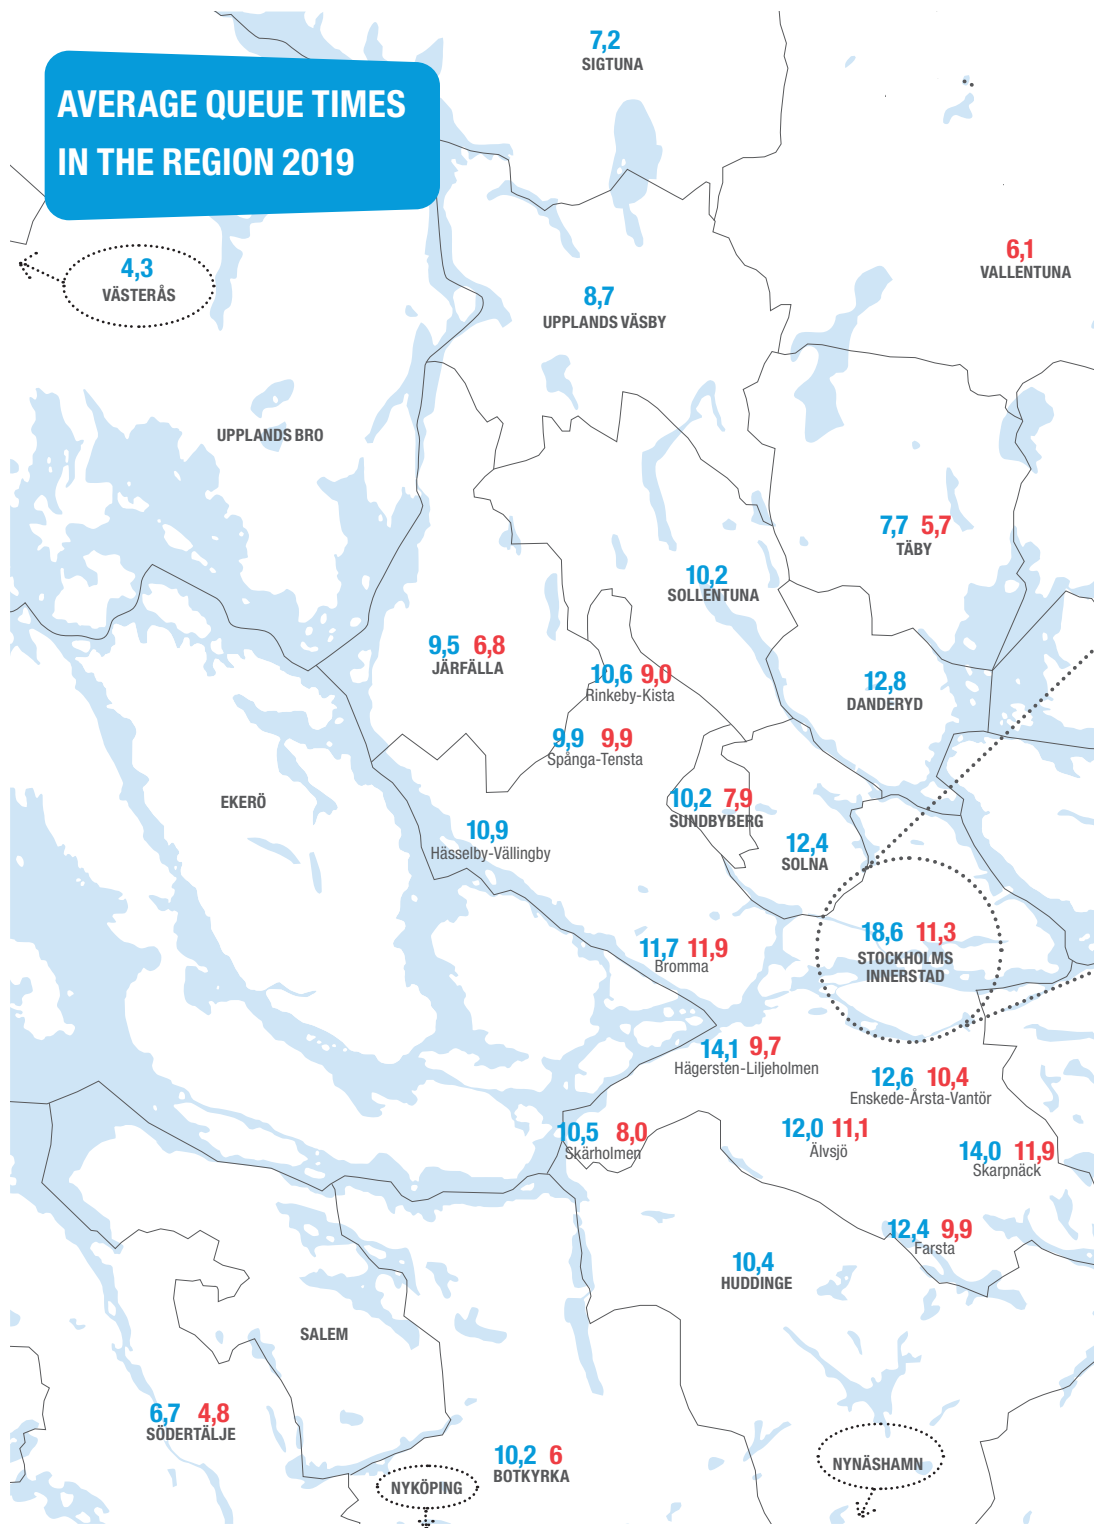 AVERAGE QUEUE TIMES
IN THE REGION 2019
7,2
SIGTUNA
6,1
VALLENTUNA
4,3
VÄSTERÅS
8,7
UPPLANDS VÄSBY
UPPLANDS BRO
7,7 5,7
TÄBY
10,2
SOLLENTUNA
9,5 6,8
JÄRFÄLLA
10,6 9,0
Rinkeby-Kista
12,8
DANDERYD
9,9 9,9
Spånga-Tensta
EKERÖ
10,2 7,9
SUNDBYBERG
10,9
Hässelby-Vällingby
12,4
SOLNA
18,6 11,3
STOCKHOLMS
INNERSTAD
11,7 11,9
Bromma
14,1 9,7
Hägersten-Liljeholmen
12,6 10,4
Enskede-Årsta-Vantör
10,5 8,0
Skärholmen
12,0 11,1
Älvsjö
14,0 11,9
Skarpnäck
12,4 9,9
Farsta
10,4
HUDDINGE
SALEM
6,7 4,8
SÖDERTÄLJE
10,2 6
BOTKYRKA
NYKÖPING
NYNÄSHAMN